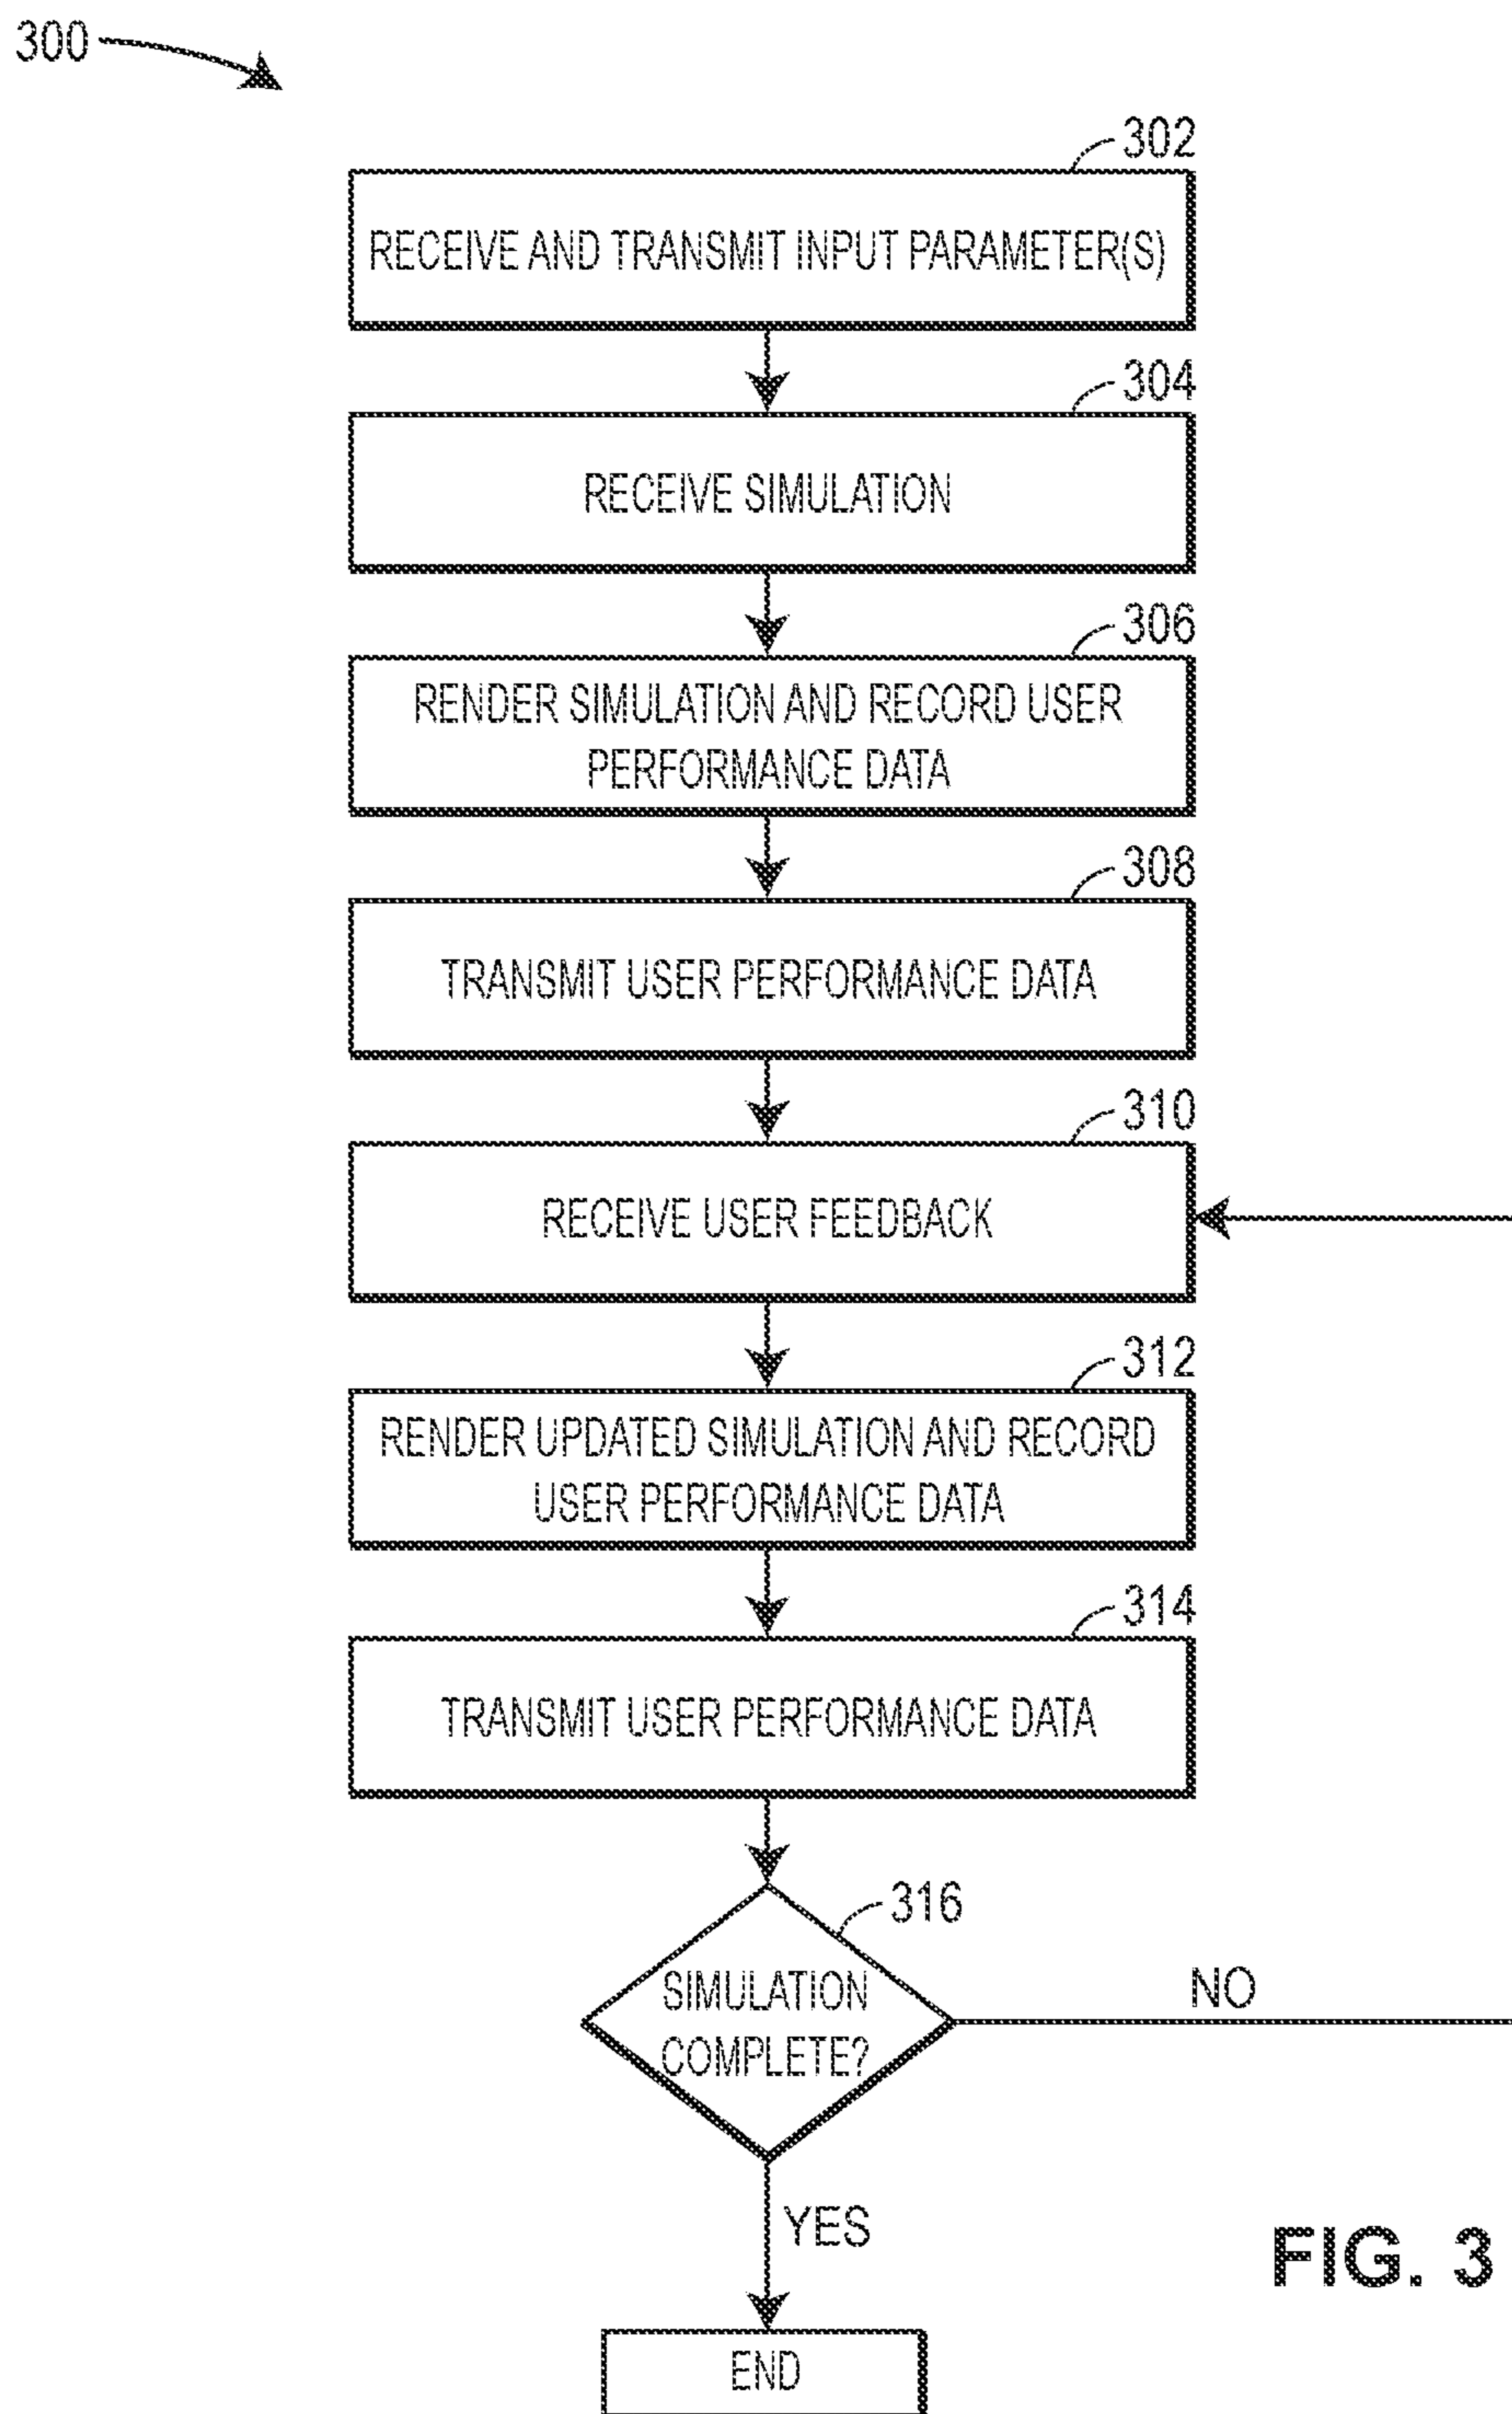 300
302
RECEIVE AND TRANSMIT INPUT PARAMETER(S)
304
RECEIVE SIMULATION
306
RENDER SIMULATION AND RECORD USER
PERFORMANCE DATA
308
TRANSMIT USER PERFORMANCE DATA
310
RECEIVE USER FEEDBACK
312
RENDER UPDATED SIMULATION AND RECORD
USER PERFORMANCE DATA
314
TRANSMIT USER PERFORMANCE DATA
316
SIMULATION
COMPLETE?
NO
YES
FIG. 3
END